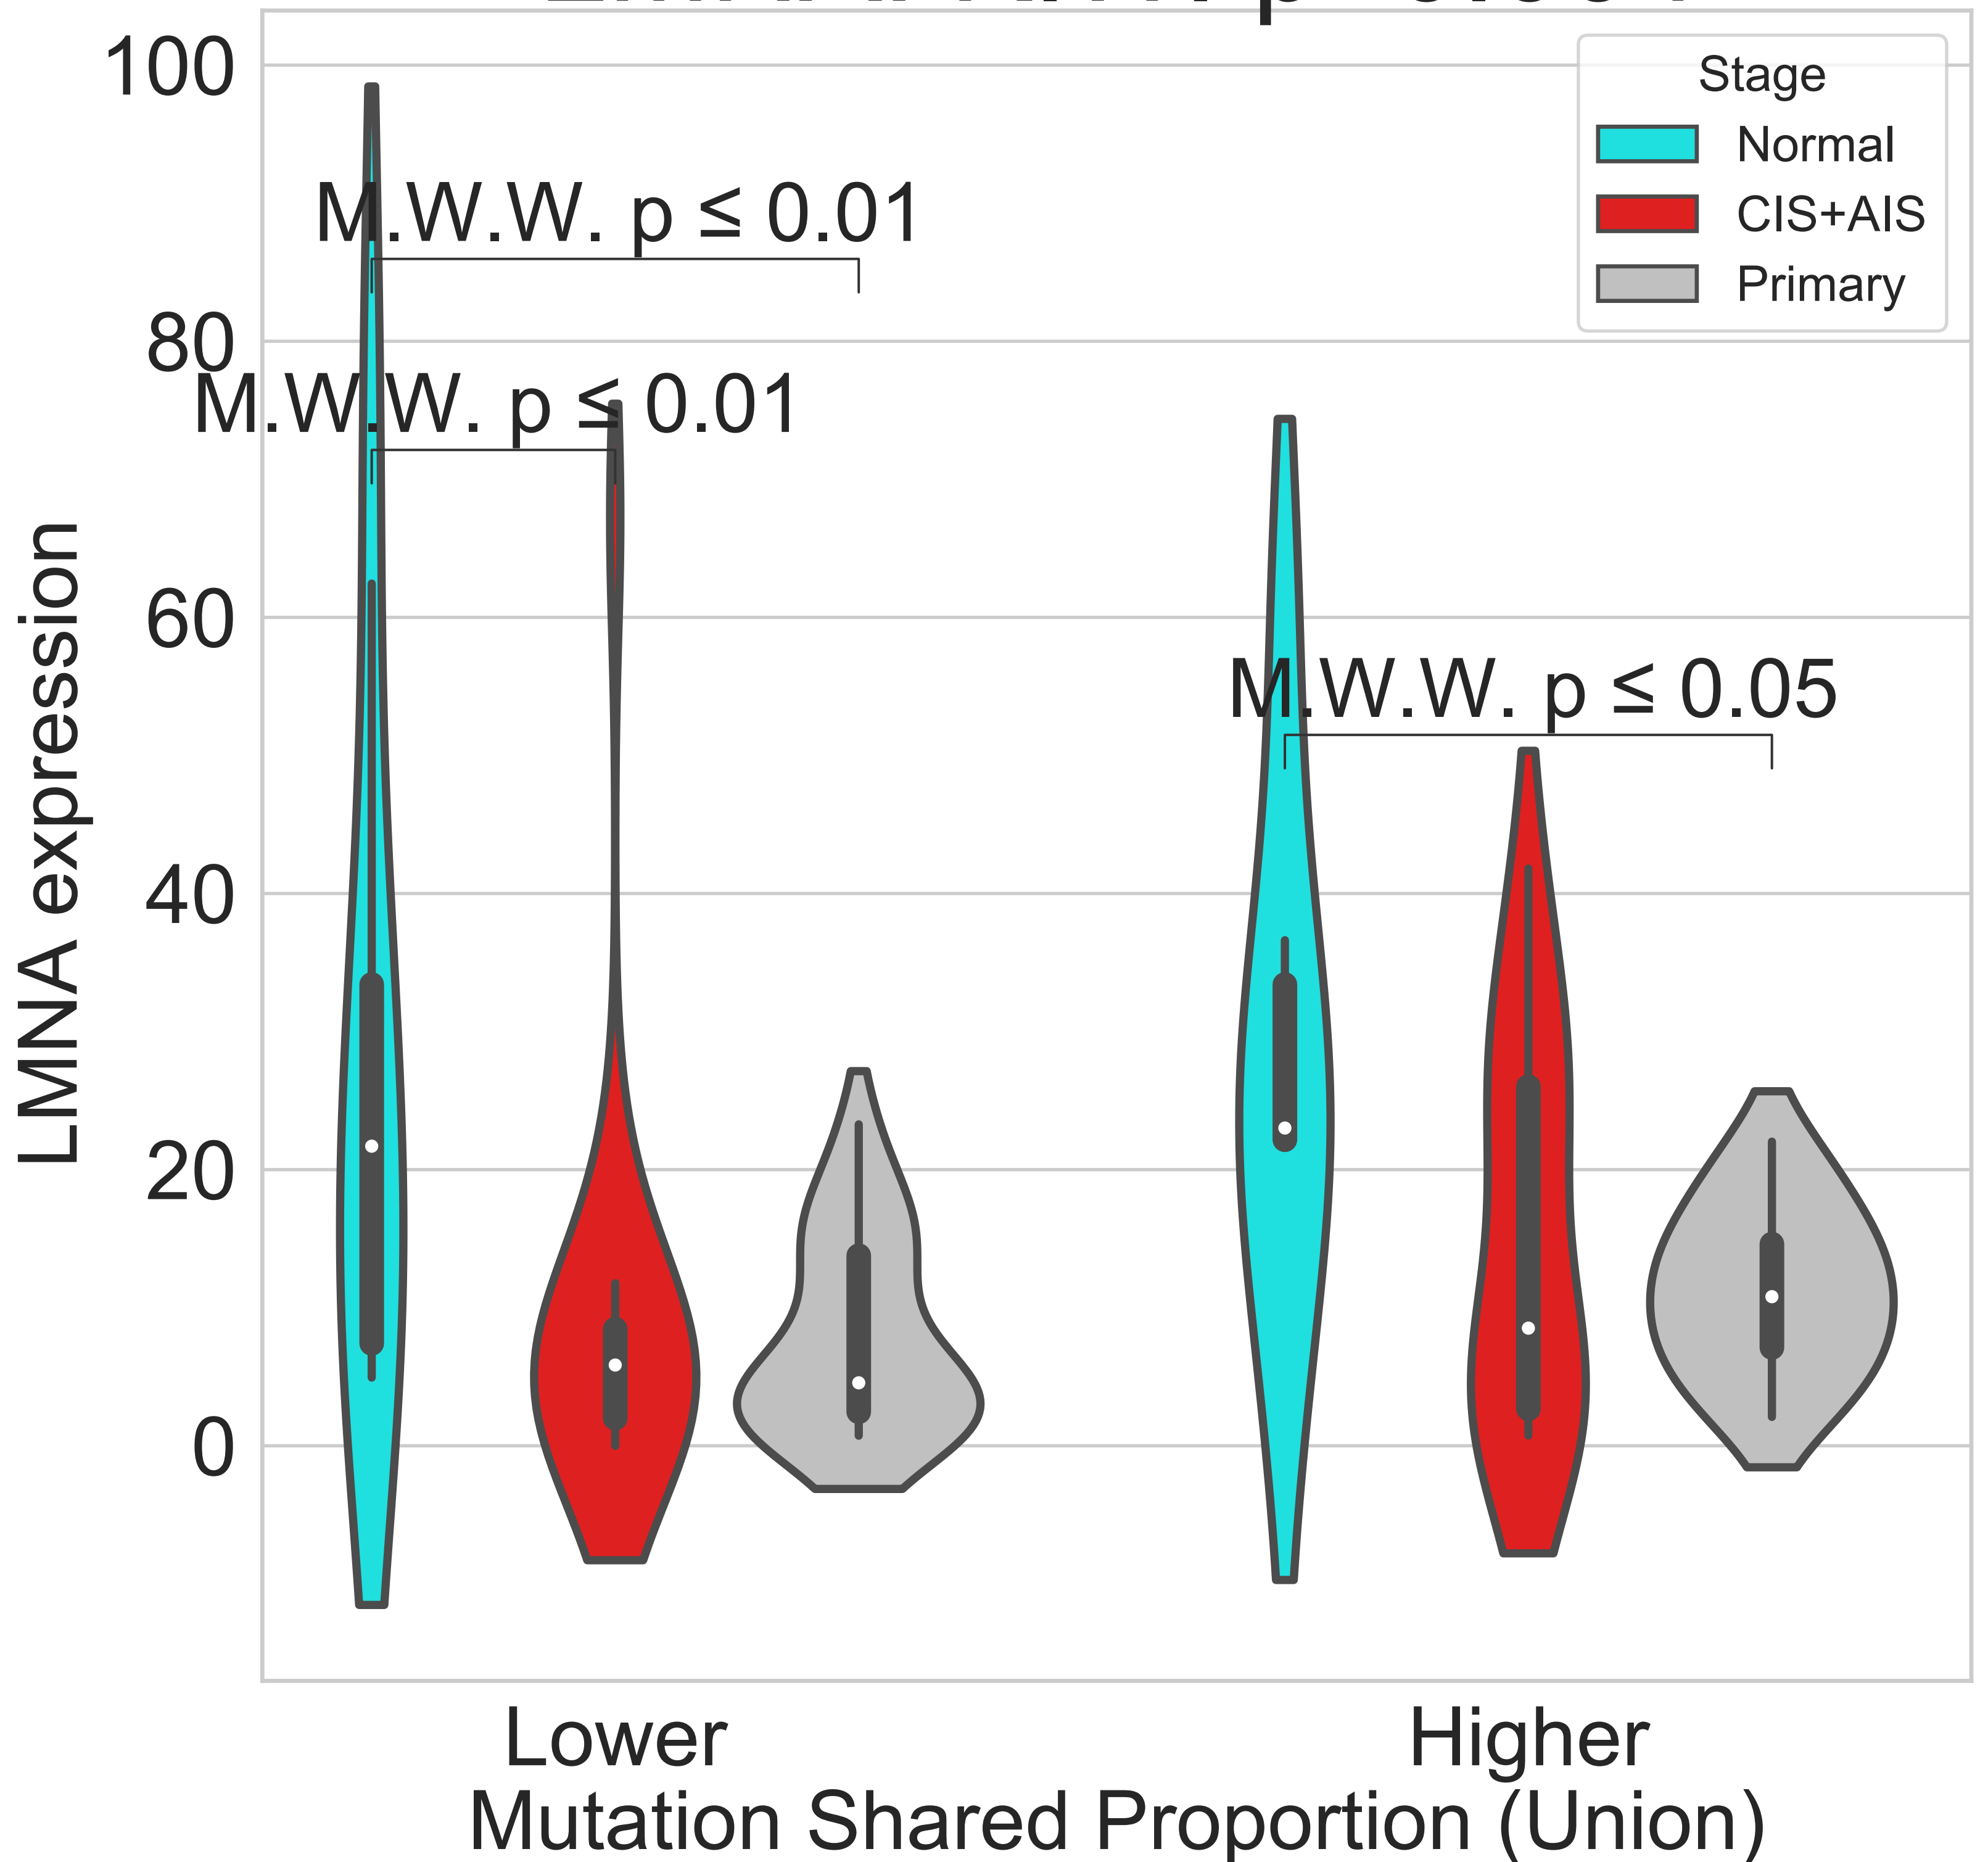 100
80
60
40
20
0
LMNA expression
M.W.W. p ≤ 0.01
M.W.W. p ≤ 0.01
M.W.W. p ≤ 0.05
Stage
Normal
CIS+AIS
Primary
Lower
Higher
Mutation Shared Proportion (Union)